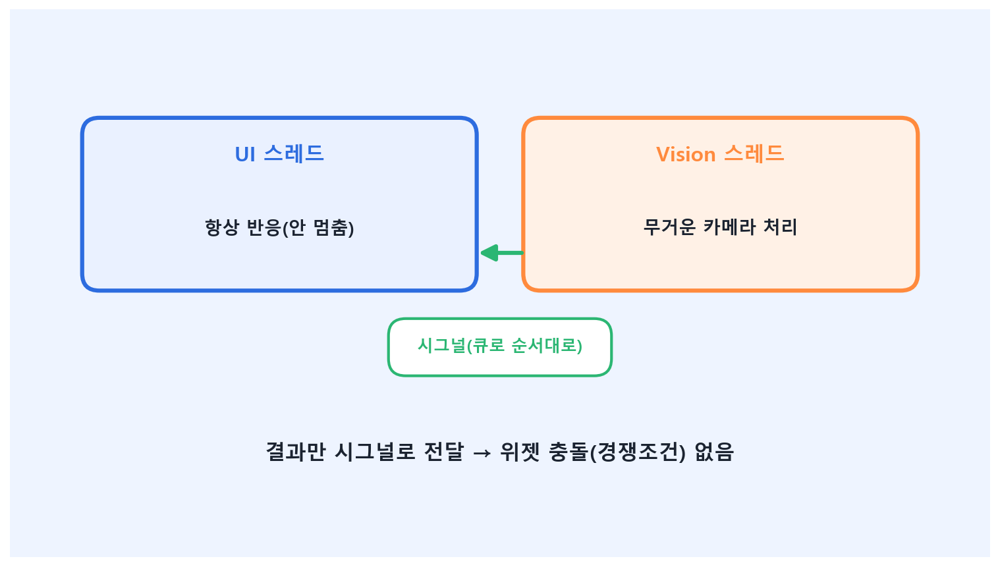 UI 스레드
항상 반응(안 멈춤)
Vision 스레드
무거운 카메라 처리
시그널(큐로 순서대로)
결과만 시그널로 전달 → 위젯 충돌(경쟁조건) 없음